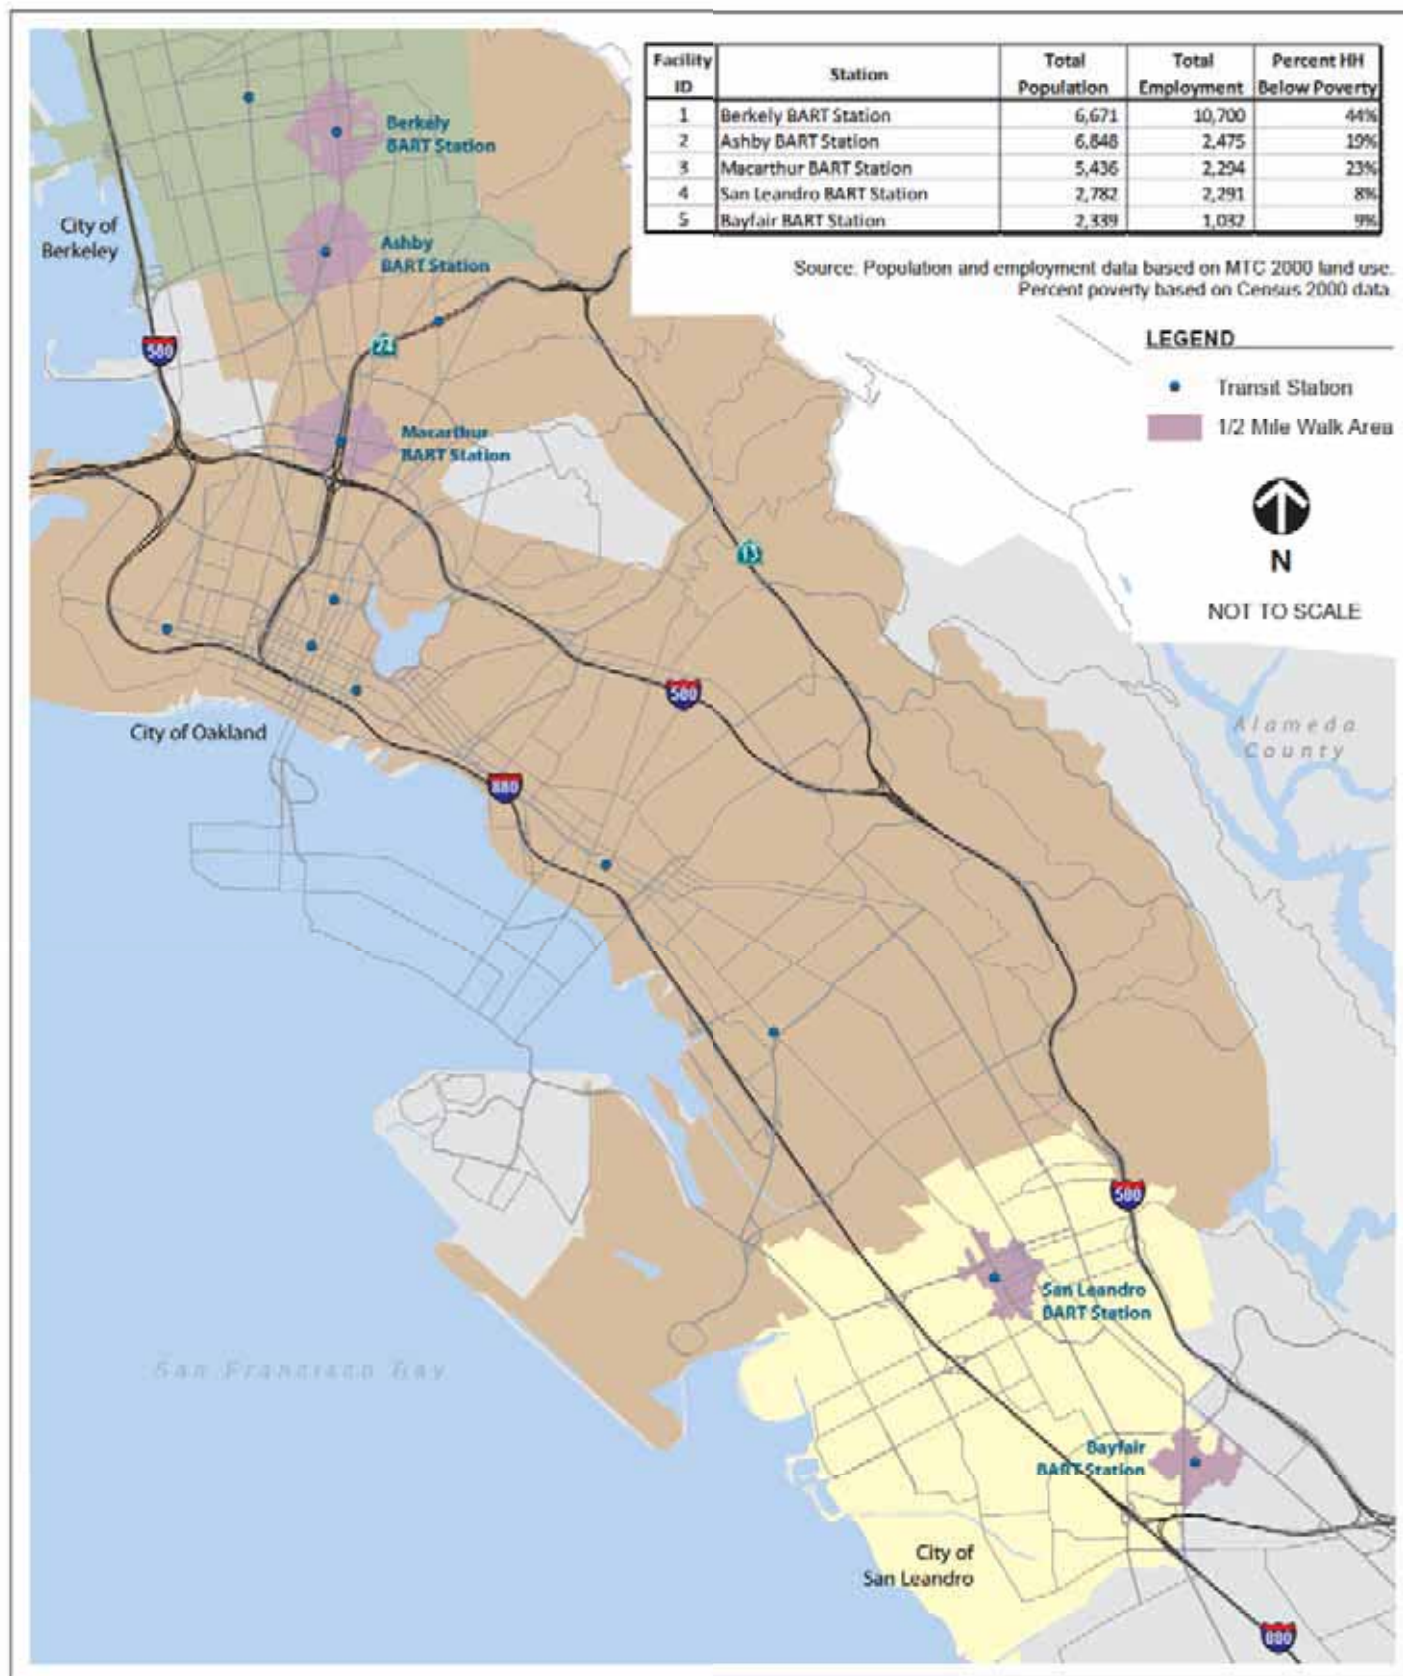 Facility ID | Station | Total Population | Total Employment | Percent HH Below Poverty
1 | Berkely BART Station | 6,671 | 10,700 | 44%
2 | Ashby BART Station | 6,848 | 2,475 | 19%
3 | Macarthur BART Station | 5,436 | 2,294 | 23%
4 | San Leandro BART Station | 2,782 | 2,291 | 8%
5 | Bayfair BART Station | 2,339 | 1,032 | 9%
Source: Population and employment data based on MTC 2000 land use.
Percent poverty based on Census 2000 data.
LEGEND
Transit Station
1/2 Mile Walk Area
N
NOT TO SCALE
Berkely
BART Station
City of
Berkeley
Ashby
BART Station
580
24
Macarthur
BART Station
13
580
City of Oakland
Alameda
County
880
580
San Leandro
BART Station
San Francisco Bay
Bayfair
BART Station
City of
San Leandro
880